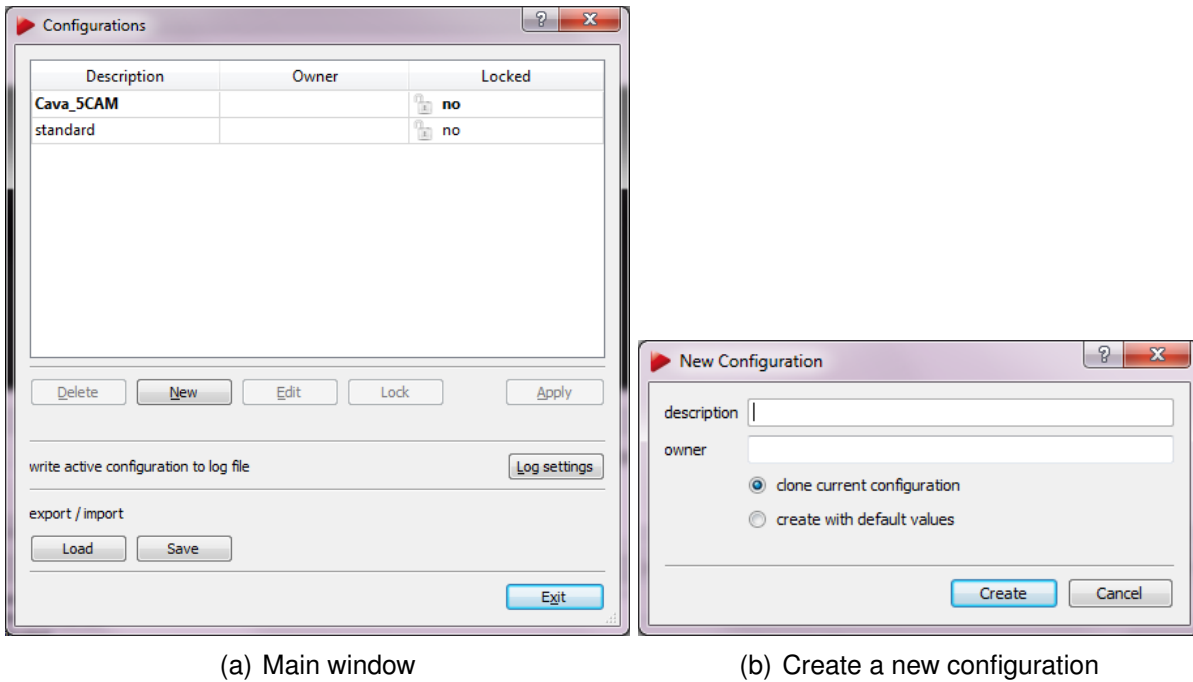 Configurations
Description Owner Locked
Cava_5CAM no
standard no
Delete New Edit Lock Apply
write active configuration to log file Log settings
export / import
Load Save
Exit
(a) Main window
New Configuration
description
owner
clone current configuration
create with default values
Create Cancel
(b) Create a new configuration